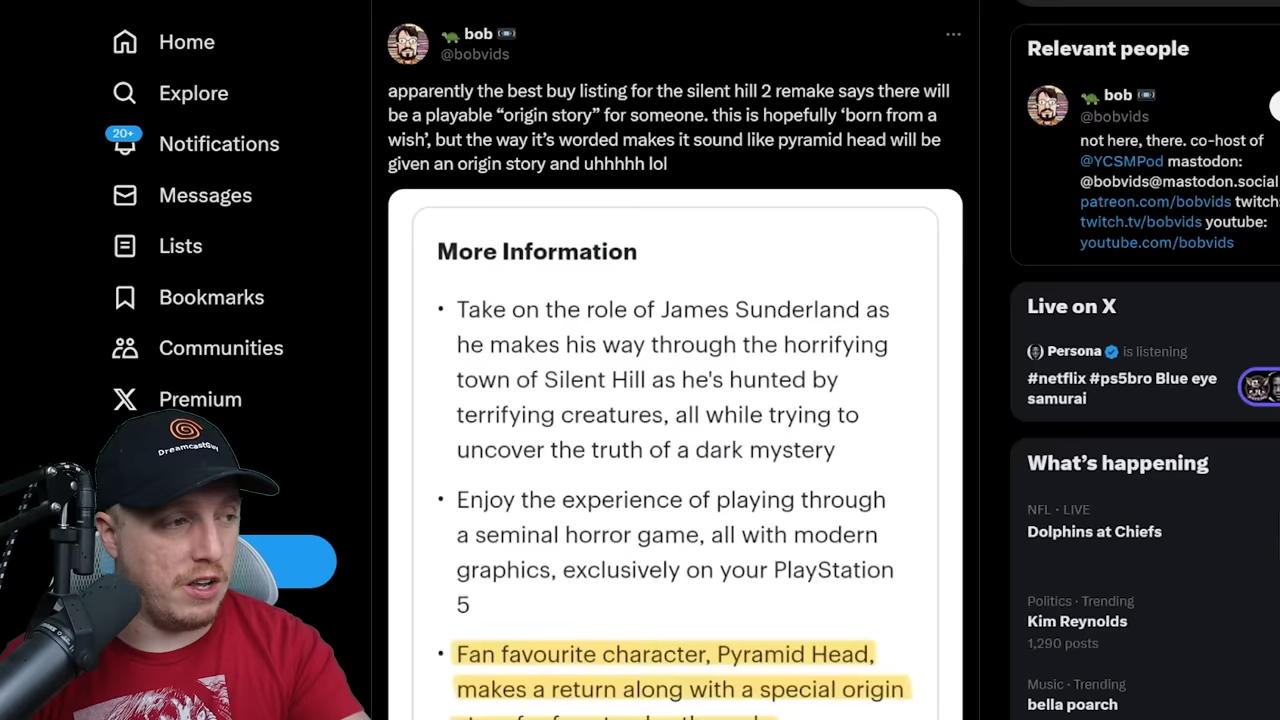 Home
Explore
20+
Notifications
Messages
Lists
Bookmarks
Communities
Premium
DreamcastGuy
bob
@bobvids
apparently the best buy listing for the silent hill 2 remake says there will
be a playable “origin story” for someone. this is hopefully ‘born from a
wish’, but the way it’s worded makes it sound like pyramid head will be
given an origin story and uhhhhh lol
More Information
• Take on the role of James Sunderland as
he makes his way through the horrifying
town of Silent Hill as he's hunted by
terrifying creatures, all while trying to
uncover the truth of a dark mystery
• Enjoy the experience of playing through
a seminal horror game, all with modern
graphics, exclusively on your PlayStation
5
• Fan favourite character, Pyramid Head,
makes a return along with a special origin
Relevant people
bob
@bobvids
not here, there. co-host of
@YCSMPod mastodon:
@bobvids@mastodon.social
patreon.com/bobvids twitch:
twitch.tv/bobvids youtube:
youtube.com/bobvids
Live on X
Persona is listening
#netflix #ps5bro Blue eye
samurai
What’s happening
NFL · LIVE
Dolphins at Chiefs
Politics · Trending
Kim Reynolds
1,290 posts
Music · Trending
bella poarch